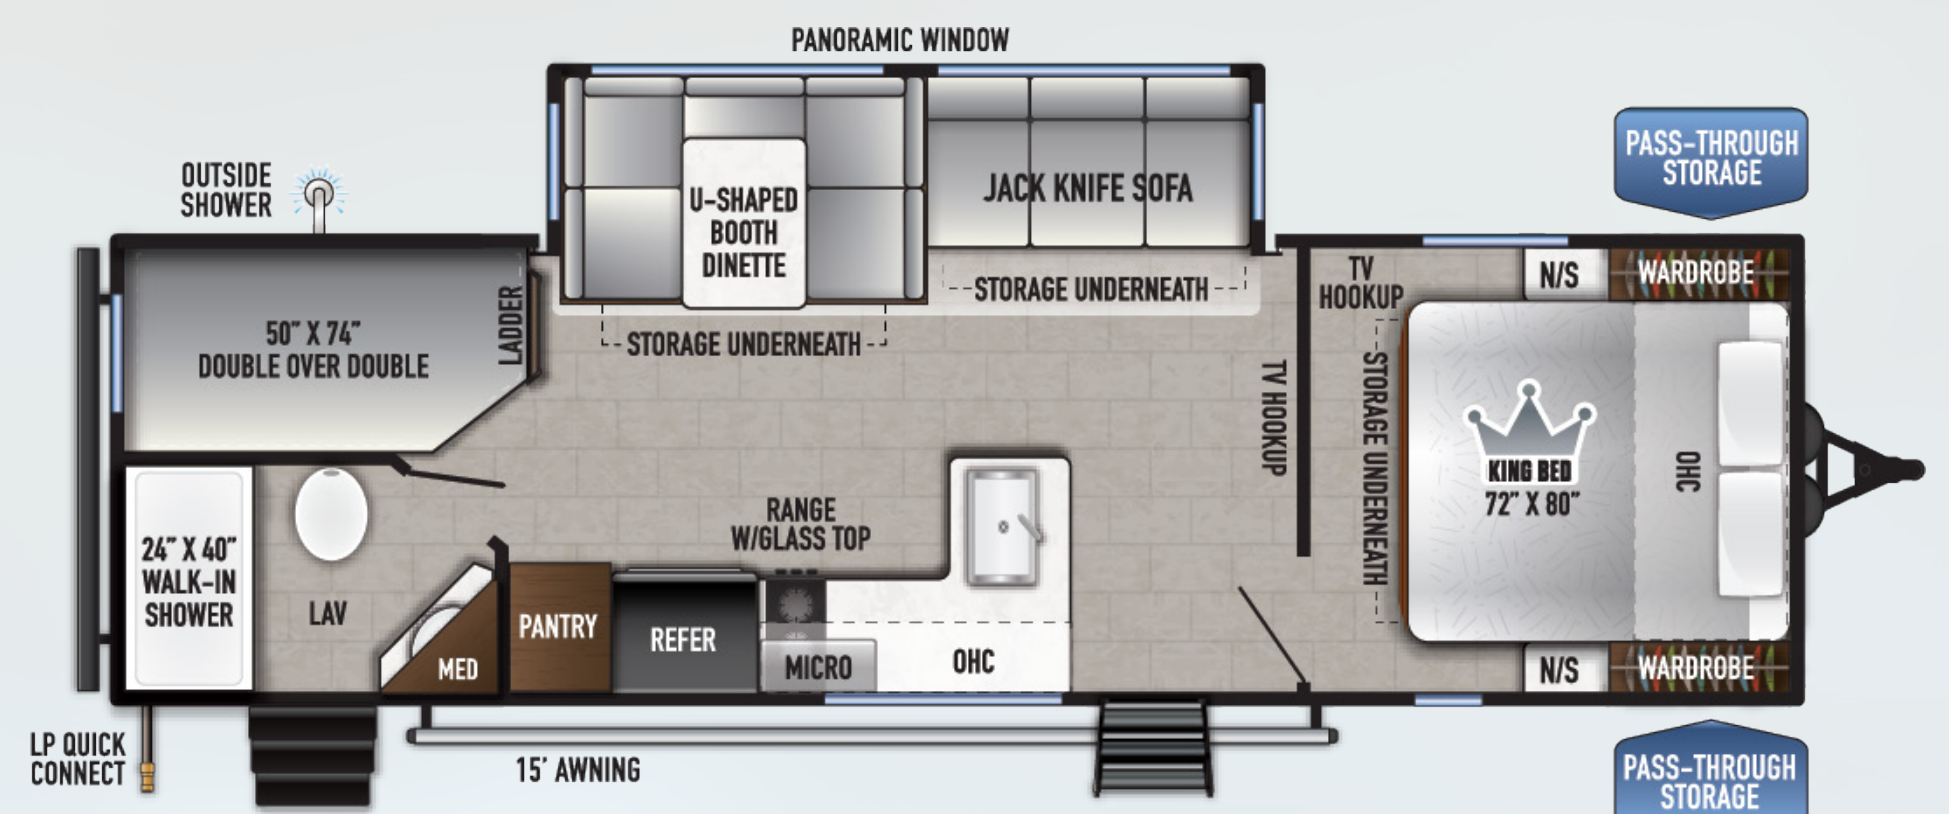 PANORAMIC WINDOW
PASS-THROUGH
STORAGE
OUTSIDE
SHOWER
U-SHAPED
BOOTH
DINETTE
JACK KNIFE SOFA
STORAGE UNDERNEATH
STORAGE UNDERNEATH
50" X 74"
DOUBLE OVER DOUBLE
LADDER
TV
HOOKUP
N/S
WARDROBE
TV HOOKUP
STORAGE UNDERNEATH
KING BED
72" X 80"
OHC
24" X 40"
WALK-IN
SHOWER
LAV
MED
PANTRY
REFER
RANGE
W/GLASS TOP
MICRO
OHC
N/S
WARDROBE
LP QUICK
CONNECT
15' AWNING
PASS-THROUGH
STORAGE